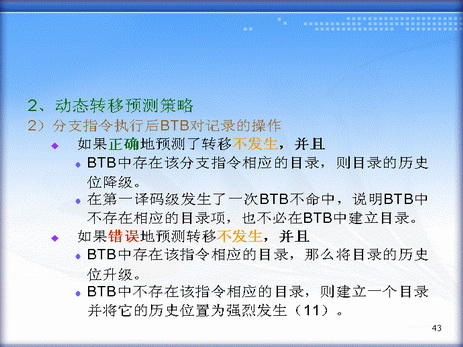 2、动态转移预测策略
2）分支指令执行后BTB对记录的操作
如果正确地预测了转移不发生，并且
BTB中存在该分支指令相应的目录，则目录的历史
位降级。
在第一译码级发生了一次BTB不命中，说明BTB中
不存在相应的目录项，也不必在BTB中建立目录。
如果错误地预测转移不发生，并且
BTB中存在该指令相应的目录，那么将目录的历史
位升级。
BTB中不存在该指令相应的目录，则建立一个目录
并将它的历史位置为强烈发生（11）。
43